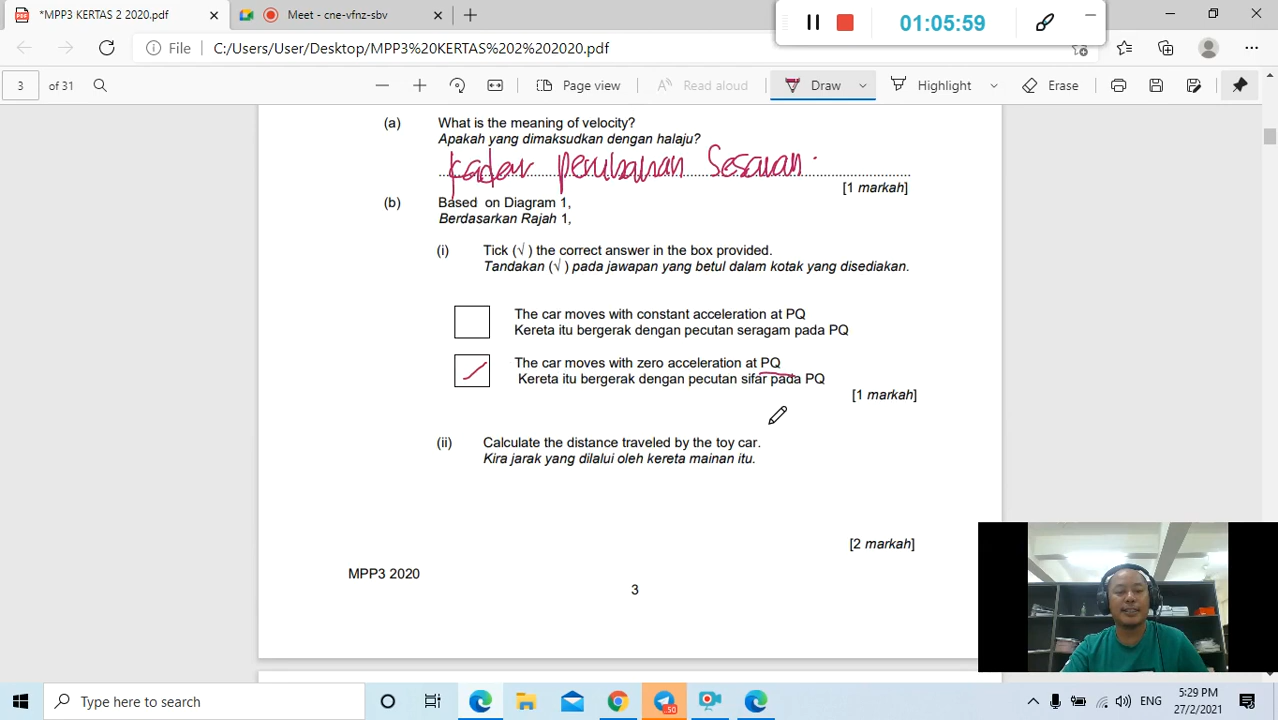 *MPP3 KERTAS 2 2020.pdf
Meet - cne-vfnz-sbv
01:05:59
File
C:/Users/User/Desktop/MPP3%20KERTAS%202%202020.pdf
3 of 31
Page view
Read aloud
Draw
Highlight
Erase
(a) What is the meaning of velocity?
Apakah yang dimaksudkan dengan halaju?
Kadar perubahan Sesaran.
[1 markah]
(b) Based on Diagram 1,
Berdasarkan Rajah 1,
(i) Tick (√ ) the correct answer in the box provided.
Tandakan (√ ) pada jawapan yang betul dalam kotak yang disediakan.
The car moves with constant acceleration at PQ
Kereta itu bergerak dengan pecutan seragam pada PQ
The car moves with zero acceleration at PQ
Kereta itu bergerak dengan pecutan sifar pada PQ
[1 markah]
(ii) Calculate the distance traveled by the toy car.
Kira jarak yang dilalui oleh kereta mainan itu.
[2 markah]
MPP3 2020
3
Type here to search
50
ENG
5:29 PM
27/2/2021